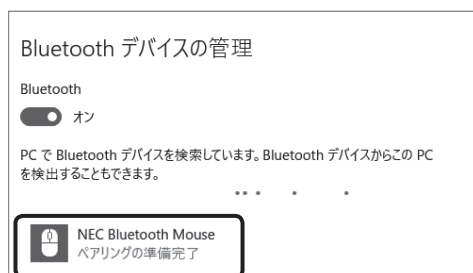 Bluetooth デバイスの管理
Bluetooth
オン
PC で Bluetooth デバイスを検索しています。Bluetooth デバイスからこの PC
を検出することもできます。
NEC Bluetooth Mouse
ペアリングの準備完了